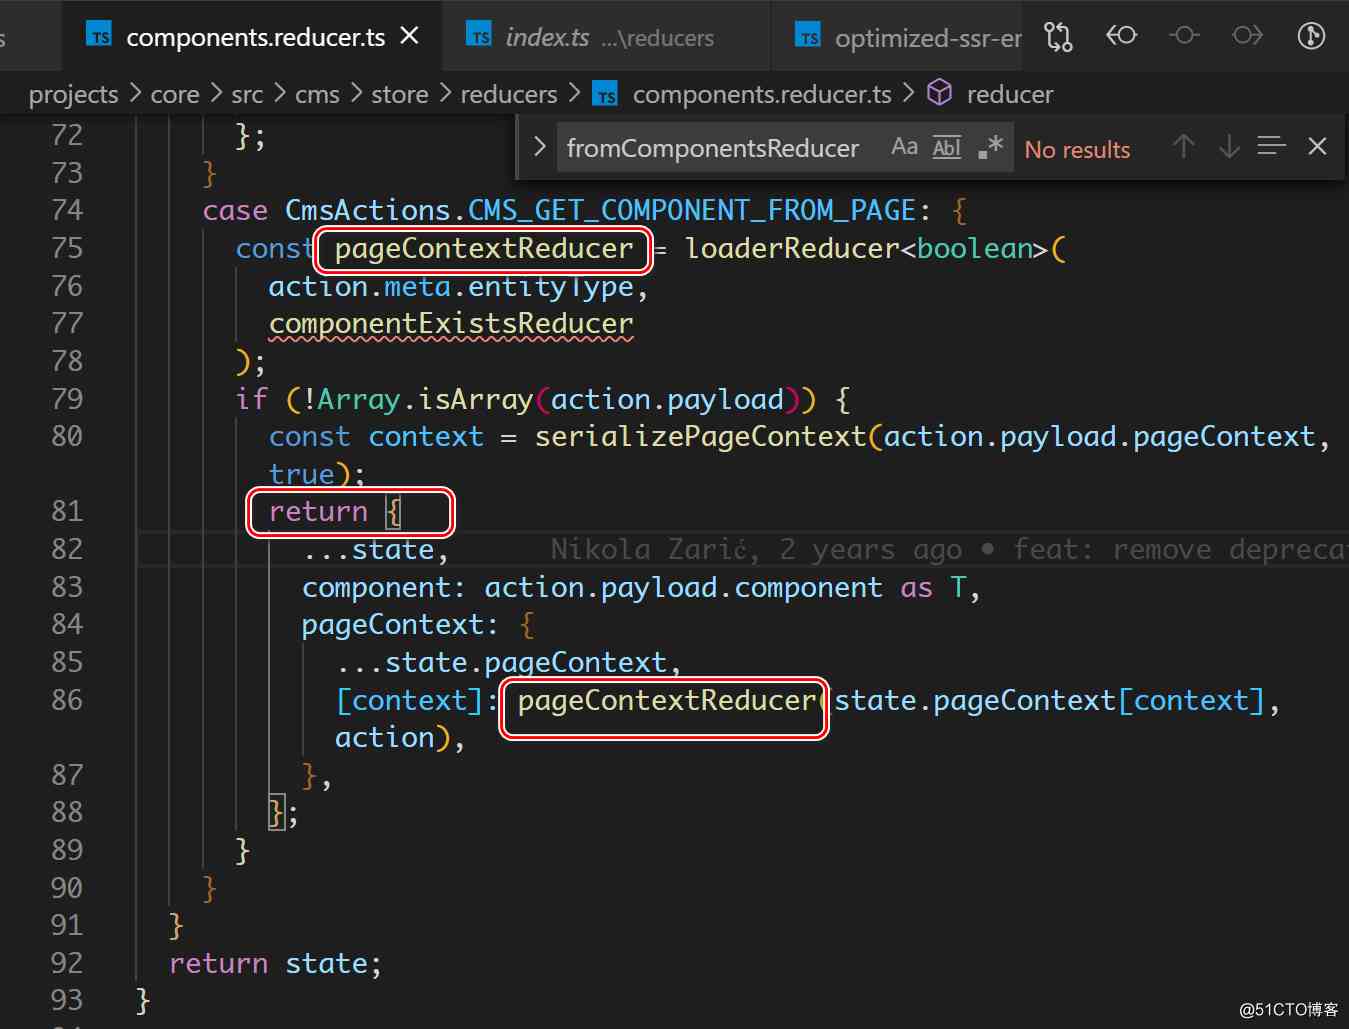 s
TS components.reducer.ts
TS index.ts ...\reducers
TS optimized-ssr-er
projects > core > src > cms > store > reducers > TS components.reducer.ts > reducer
fromComponentsReducer Aa Abl .* No results
72 };
73 }
74 case CmsActions.CMS_GET_COMPONENT_FROM_PAGE: {
75 const pageContextReducer = loaderReducer<boolean>(
76 action.meta.entityType,
77 componentExistsReducer
78 );
79 if (!Array.isArray(action.payload)) {
80 const context = serializePageContext(action.payload.pageContext,
true);
81 return {
82 ...state, Nikola Zarić, 2 years ago • feat: remove depreca
83 component: action.payload.component as T,
84 pageContext: {
85 ...state.pageContext,
86 [context]: pageContextReducer(state.pageContext[context],
action),
87 },
88 };
89 }
90 }
91 }
92 return state;
93 }
@51CTO博客